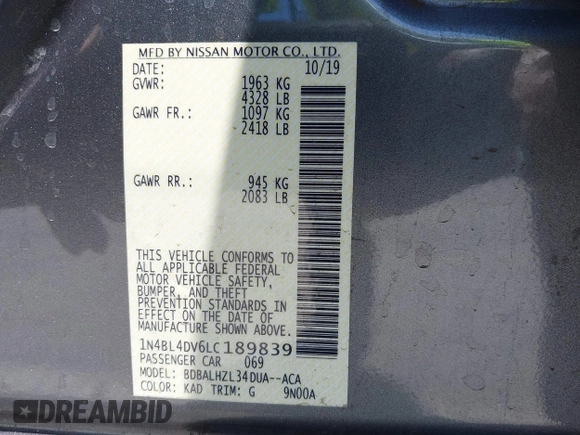 MFD BY NISSAN MOTOR CO., LTD.
DATE: 10/19
GVWR: 1963 KG
4328 LB
GAWR FR.: 1097 KG
2418 LB
GAWR RR.: 945 KG
2083 LB
THIS VEHICLE CONFORMS TO
ALL APPLICABLE FEDERAL
MOTOR VEHICLE SAFETY,
BUMPER, AND THEFT
PREVENTION STANDARDS IN
EFFECT ON THE DATE OF
MANUFACTURE SHOWN ABOVE.
1N4BL4DV6LC189839
PASSENGER CAR 069
MODEL: BDBALHZL34DUA--ACA
COLOR: KAD TRIM: G 9N00A
DREAMBID